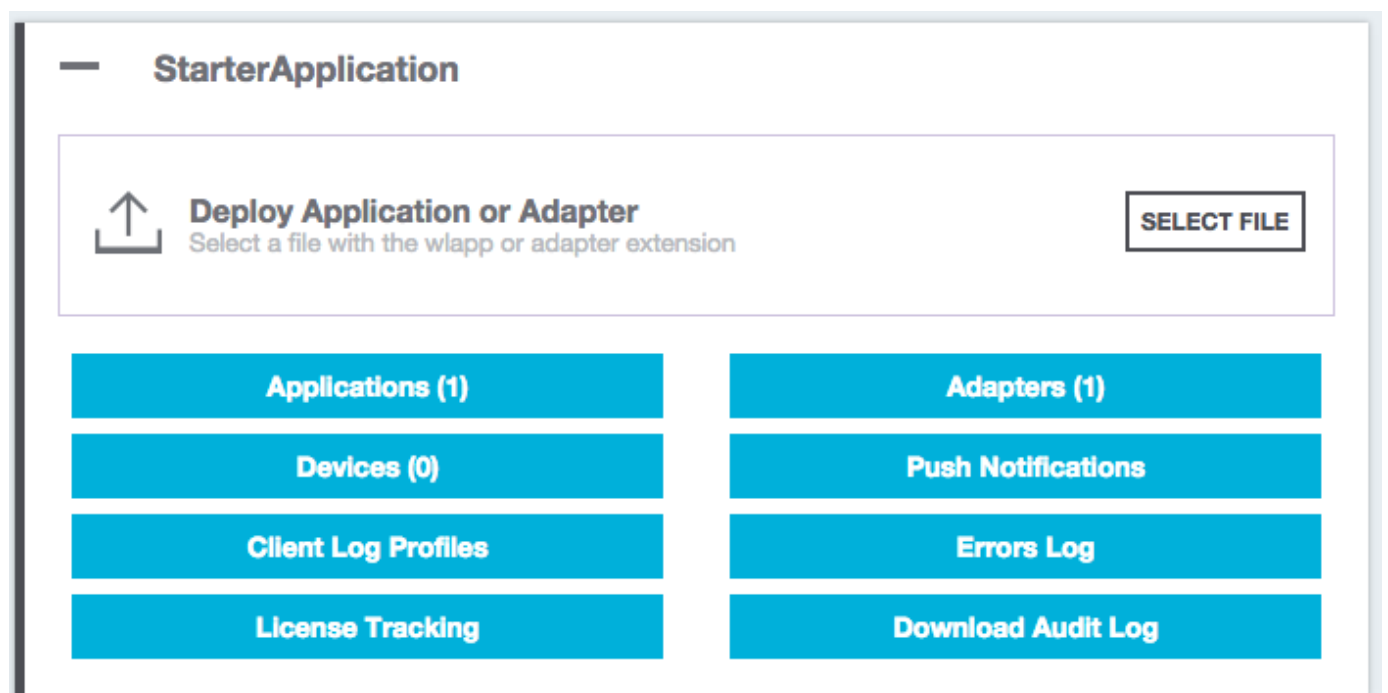 StarterApplication
Deploy Application or Adapter
Select a file with the wlapp or adapter extension
SELECT FILE
Applications (1)
Adapters (1)
Devices (0)
Push Notifications
Client Log Profiles
Errors Log
License Tracking
Download Audit Log